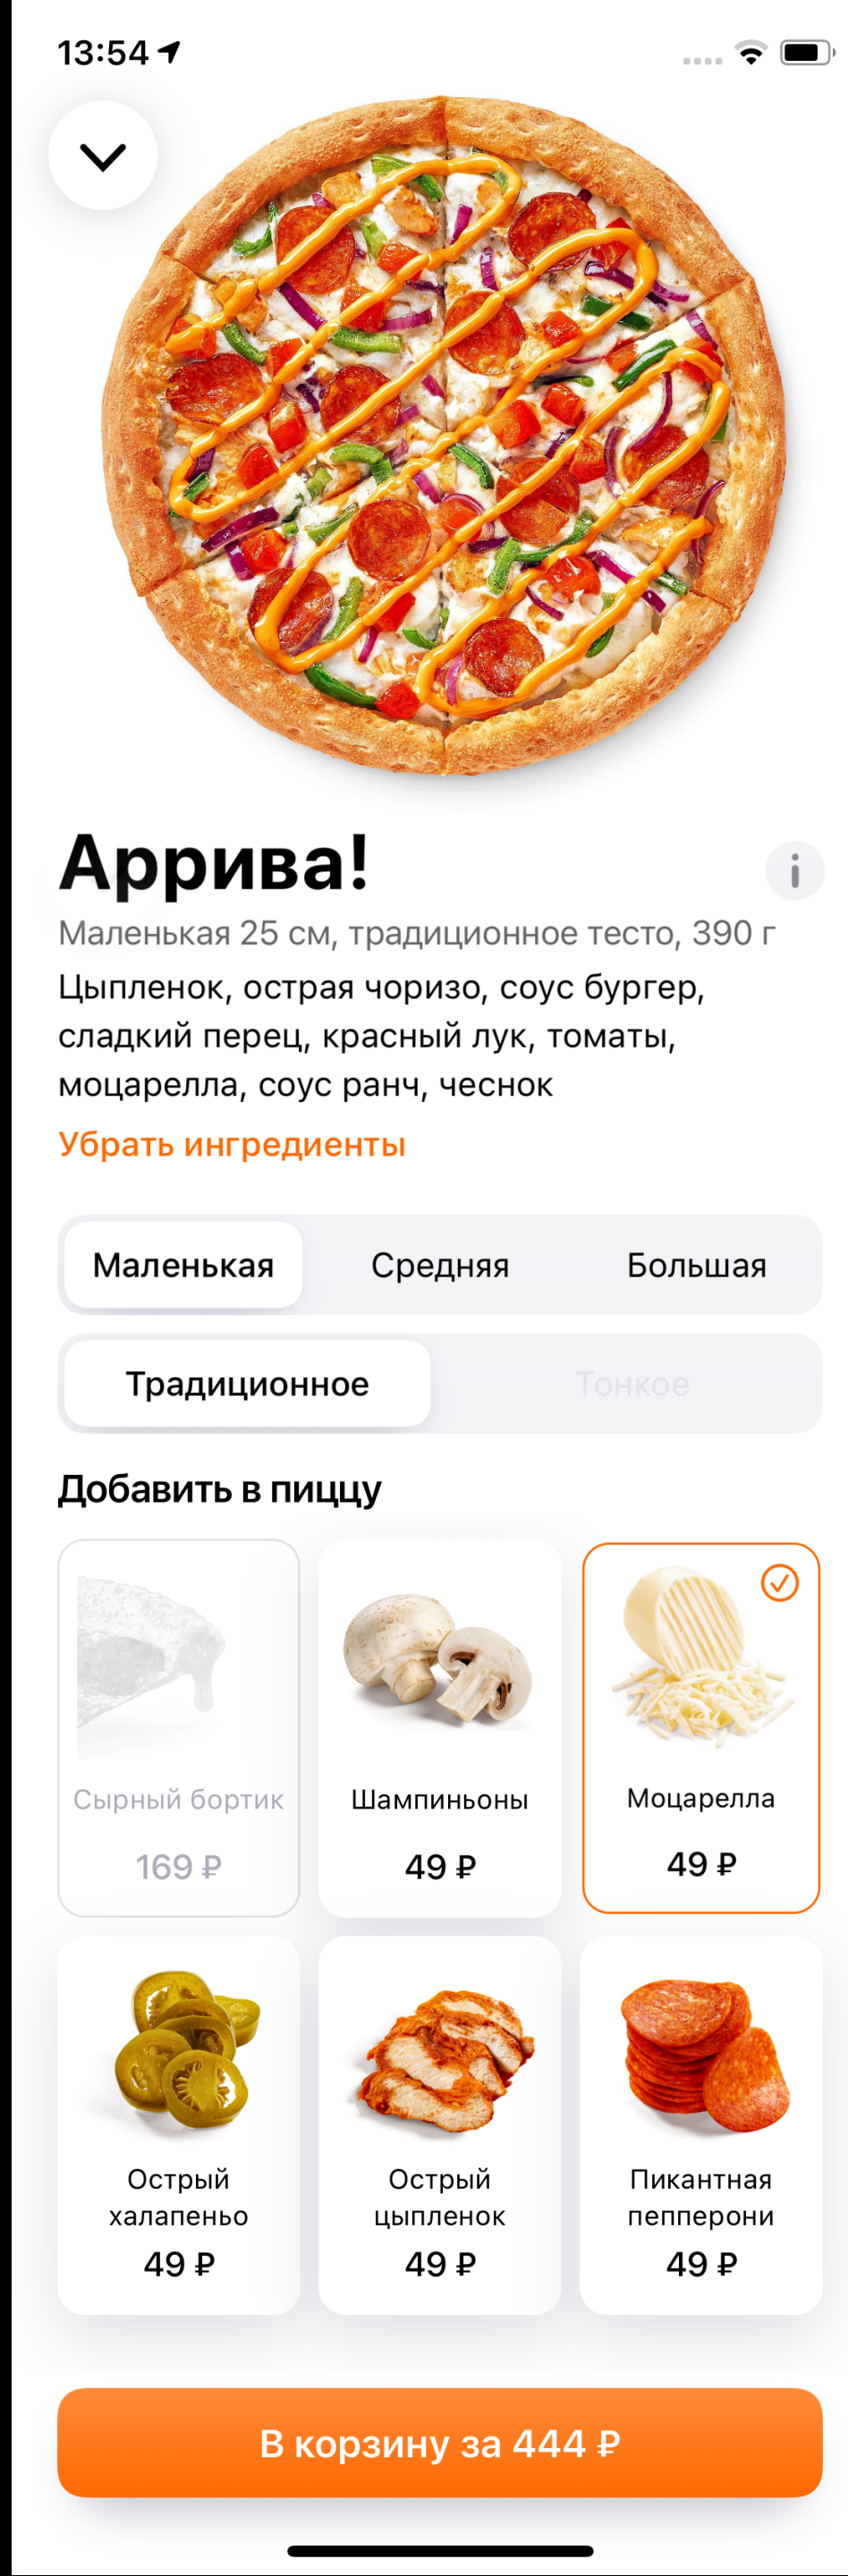 13:54
Аррива!
Маленькая 25 см, традиционное тесто, 390 г
Цыпленок, острая чоризо, соус бургер,
сладкий перец, красный лук, томаты,
моцарелла, соус ранч, чеснок
Убрать ингредиенты
Маленькая Средняя Большая
Традиционное Тонкое
Добавить в пиццу
Сырный бортик Шампиньоны Моцарелла
169 ₽ 49 ₽ 49 ₽
Острый Острый Пикантная
халапеньо цыпленок пепперони
49 ₽ 49 ₽ 49 ₽
В корзину за 444 ₽